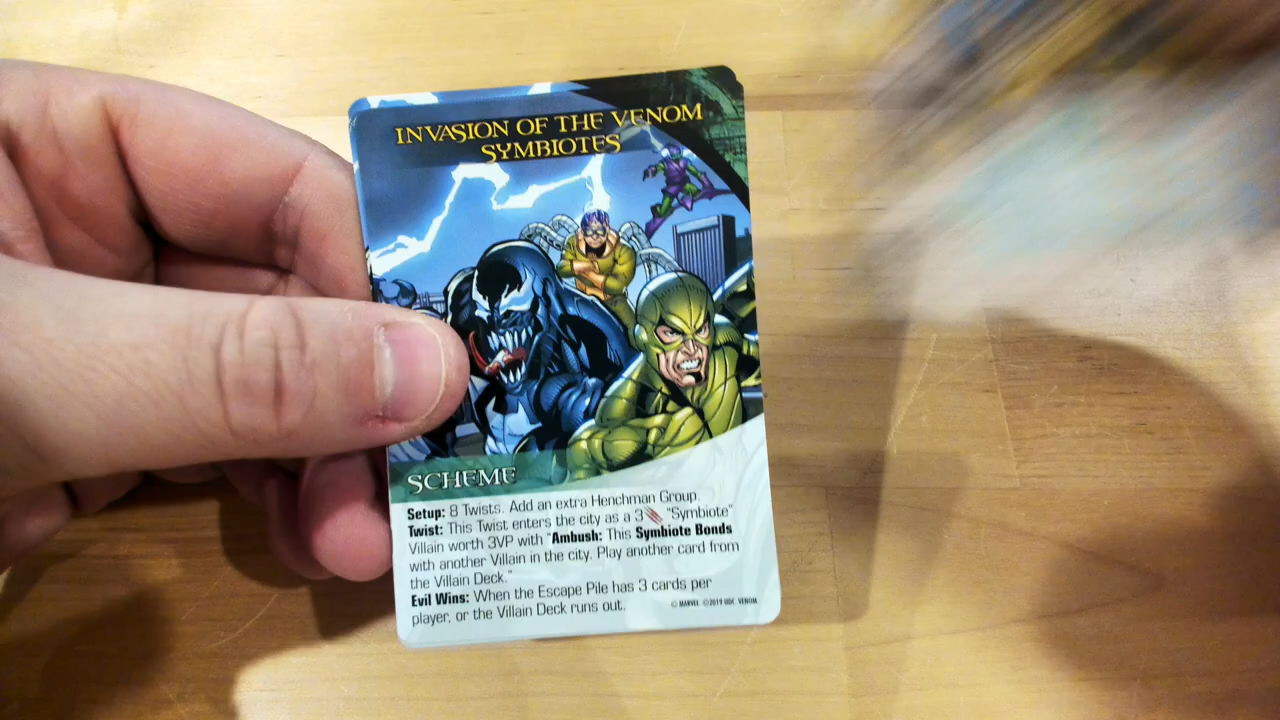 INVASION OF THE VENOM
SYMBIOTES
SCHEME
Setup: 8 Twists. Add an extra Henchman Group.
Twist: This Twist enters the city as a 3 "Symbiote"
Villain worth 3VP with "Ambush: This Symbiote Bonds
with another Villain in the city. Play another card from
the Villain Deck."
Evil Wins: When the Escape Pile has 3 cards per
player, or the Villain Deck runs out.
© MARVEL ©2019 UDC. VENOM